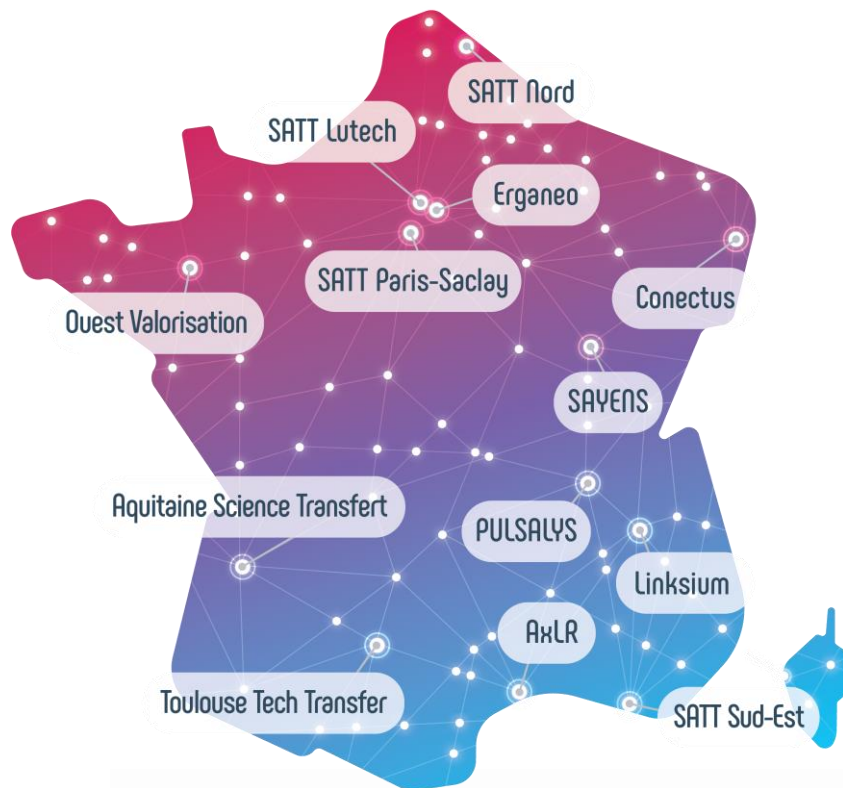 SATT Nord
SATT Lutech
Erganeo
SATT Paris-Saclay
Conectus
Ouest Valorisation
SAYENS
Aquitaine Science Transfert
PULSALYS
Linksium
AxLR
Toulouse Tech Transfer
SATT Sud-Est